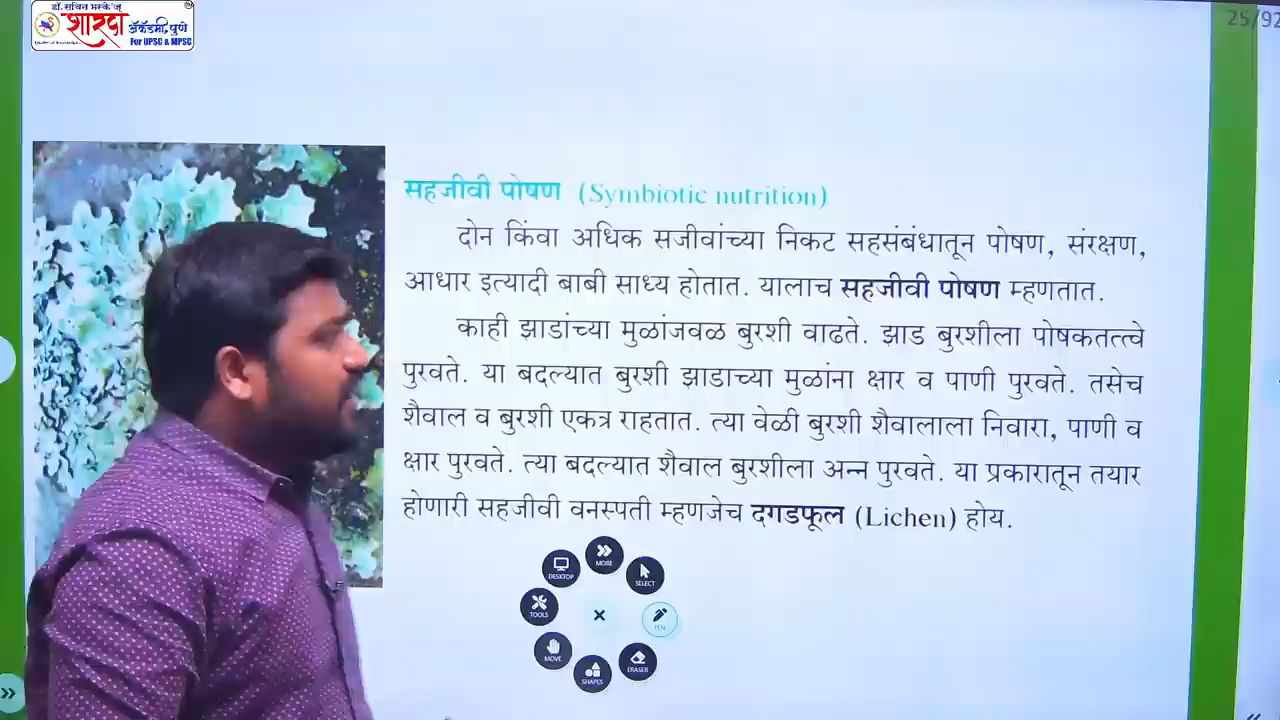 डॉ. सचिन भस्के'ज्
शारदा
अ‍ॅकॅडमी, पुणे
For UPSC & MPSC
25/92
सहजीवी पोषण (Symbiotic nutrition)
दोन किंवा अधिक सजीवांच्या निकट सहसंबंधातून पोषण, संरक्षण,
आधार इत्यादी बाबी साध्य होतात. यालाच सहजीवी पोषण म्हणतात.
काही झाडांच्या मुळांजवळ बुरशी वाढते. झाड बुरशीला पोषकतत्त्वे
पुरवते. या बदल्यात बुरशी झाडाच्या मुळांना क्षार व पाणी पुरवते. तसेच
शैवाल व बुरशी एकत्र राहतात. त्या वेळी बुरशी शैवालाला निवारा, पाणी व
क्षार पुरवते. त्या बदल्यात शैवाल बुरशीला अन्न पुरवते. या प्रकारातून तयार
होणारी सहजीवी वनस्पती म्हणजेच दगडफूल (Lichen) होय.
MORE
DESKTOP
SELECT
TOOLS
PEN
MOVE
ERASER
SHAPES